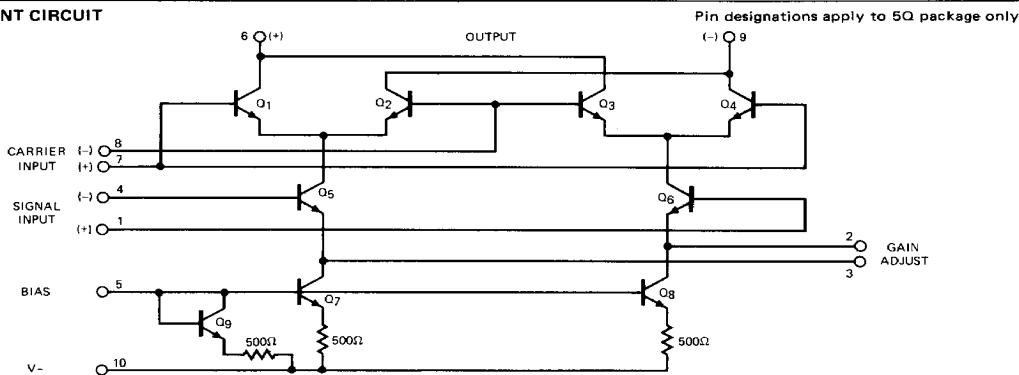 NT CIRCUIT
Pin designations apply to 5Q package only
6 (+)
OUTPUT
(-) 9
Q1
Q2
Q3
Q4
CARRIER INPUT
(-) 8
(+) 7
SIGNAL INPUT
(-) 4
(+) 1
Q5
Q6
2
3
GAIN ADJUST
BIAS
5
Q7
Q8
Q9
500Ω
500Ω
500Ω
V-
10